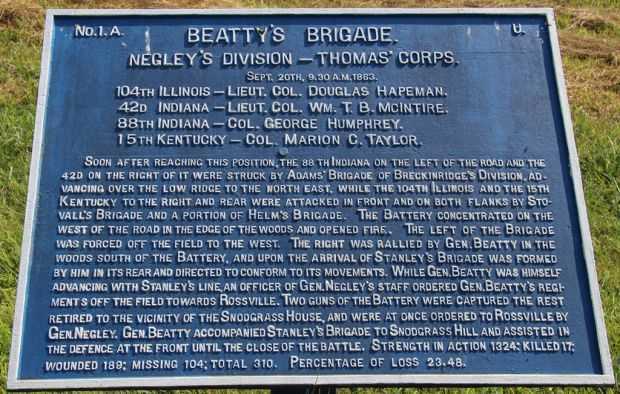 No. 1. A. U.
BEATTY'S BRIGADE.
NEGLEY'S DIVISION – THOMAS' CORPS.
SEPT. 20TH, 9.30 A.M. 1863.
104TH ILLINOIS – LIEUT. COL. DOUGLAS HAPEMAN.
42D INDIANA – LIEUT. COL. WM. T. B. MCINTIRE.
88TH INDIANA – COL. GEORGE HUMPHREY.
15TH KENTUCKY – COL. MARION C. TAYLOR.
SOON AFTER REACHING THIS POSITION, THE 88TH INDIANA ON THE LEFT OF THE ROAD AND THE
42D ON THE RIGHT OF IT WERE STRUCK BY ADAMS' BRIGADE OF BRECKINRIDGE'S DIVISION, AD-
VANCING OVER THE LOW RIDGE TO THE NORTH EAST, WHILE THE 104TH ILLINOIS AND THE 15TH
KENTUCKY TO THE RIGHT AND REAR WERE ATTACKED IN FRONT AND ON BOTH FLANKS BY STO-
VALL'S BRIGADE AND A PORTION OF HELM'S BRIGADE. THE BATTERY CONCENTRATED ON THE
WEST OF THE ROAD IN THE EDGE OF THE WOODS AND OPENED FIRE. THE LEFT OF THE BRIGADE
WAS FORCED OFF THE FIELD TO THE WEST. THE RIGHT WAS RALLIED BY GEN. BEATTY IN THE
WOODS SOUTH OF THE BATTERY, AND UPON THE ARRIVAL OF STANLEY'S BRIGADE WAS FORMED
BY HIM IN ITS REAR AND DIRECTED TO CONFORM TO ITS MOVEMENTS. WHILE GEN. BEATTY WAS HIMSELF
ADVANCING WITH STANLEY'S LINE, AN OFFICER OF GEN. NEGLEY'S STAFF ORDERED GEN. BEATTY'S REGI-
MENTS OFF THE FIELD TOWARDS ROSSVILLE. TWO GUNS OF THE BATTERY WERE CAPTURED THE REST
RETIRED TO THE VICINITY OF THE SNODGRASS HOUSE, AND WERE AT ONCE ORDERED TO ROSSVILLE BY
GEN. NEGLEY. GEN. BEATTY ACCOMPANIED STANLEY'S BRIGADE TO SNODGRASS HILL AND ASSISTED IN
THE DEFENCE AT THE FRONT UNTIL THE CLOSE OF THE BATTLE. STRENGTH IN ACTION 1324: KILLED 17;
WOUNDED 189; MISSING 104; TOTAL 310. PERCENTAGE OF LOSS 23.48.